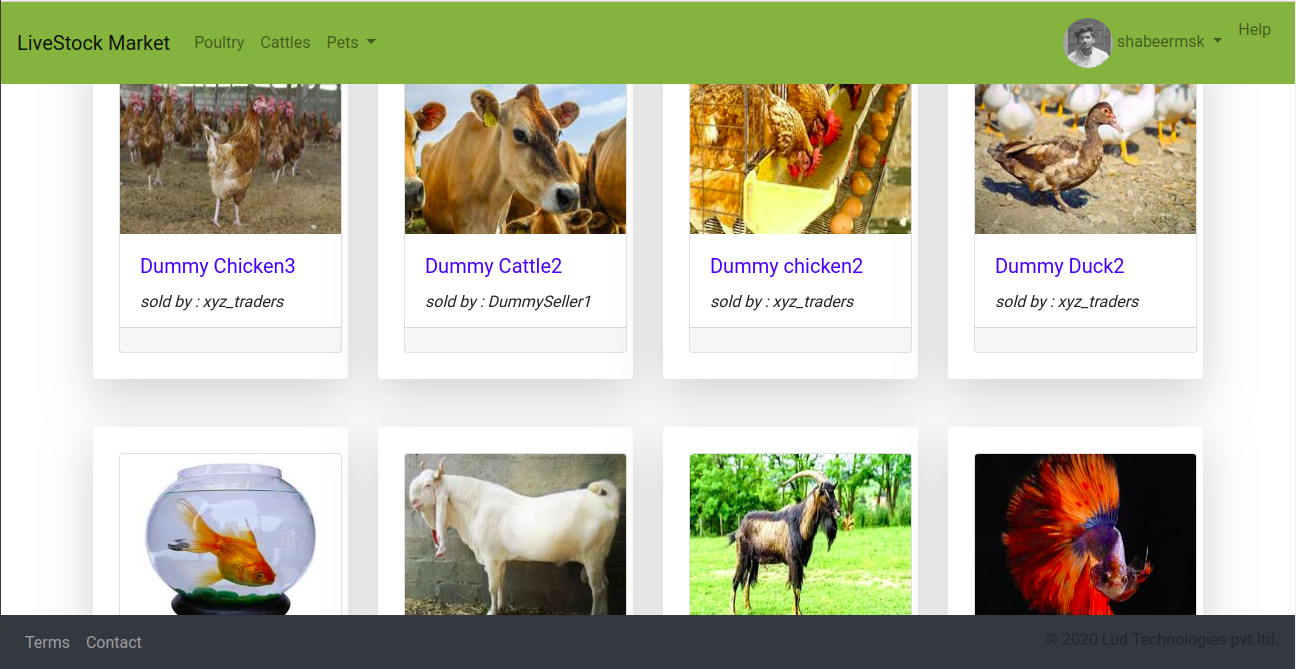 LiveStock Market Poultry Cattles Pets shabeermsk Help
Dummy Chicken3
sold by : xyz_traders
Dummy Cattle2
sold by : DummySeller1
Dummy chicken2
sold by : xyz_traders
Dummy Duck2
sold by : xyz_traders
Terms Contact © 2020 Lud Technologies pvt.ltd.